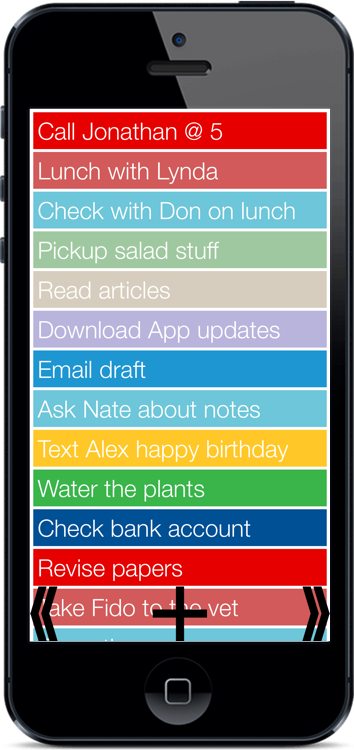 Call Jonathan @ 5
Lunch with Lynda
Check with Don on lunch
Pickup salad stuff
Read articles
Download App updates
Email draft
Ask Nate about notes
Text Alex happy birthday
Water the plants
Check bank account
Revise papers
Take Fido to the vet